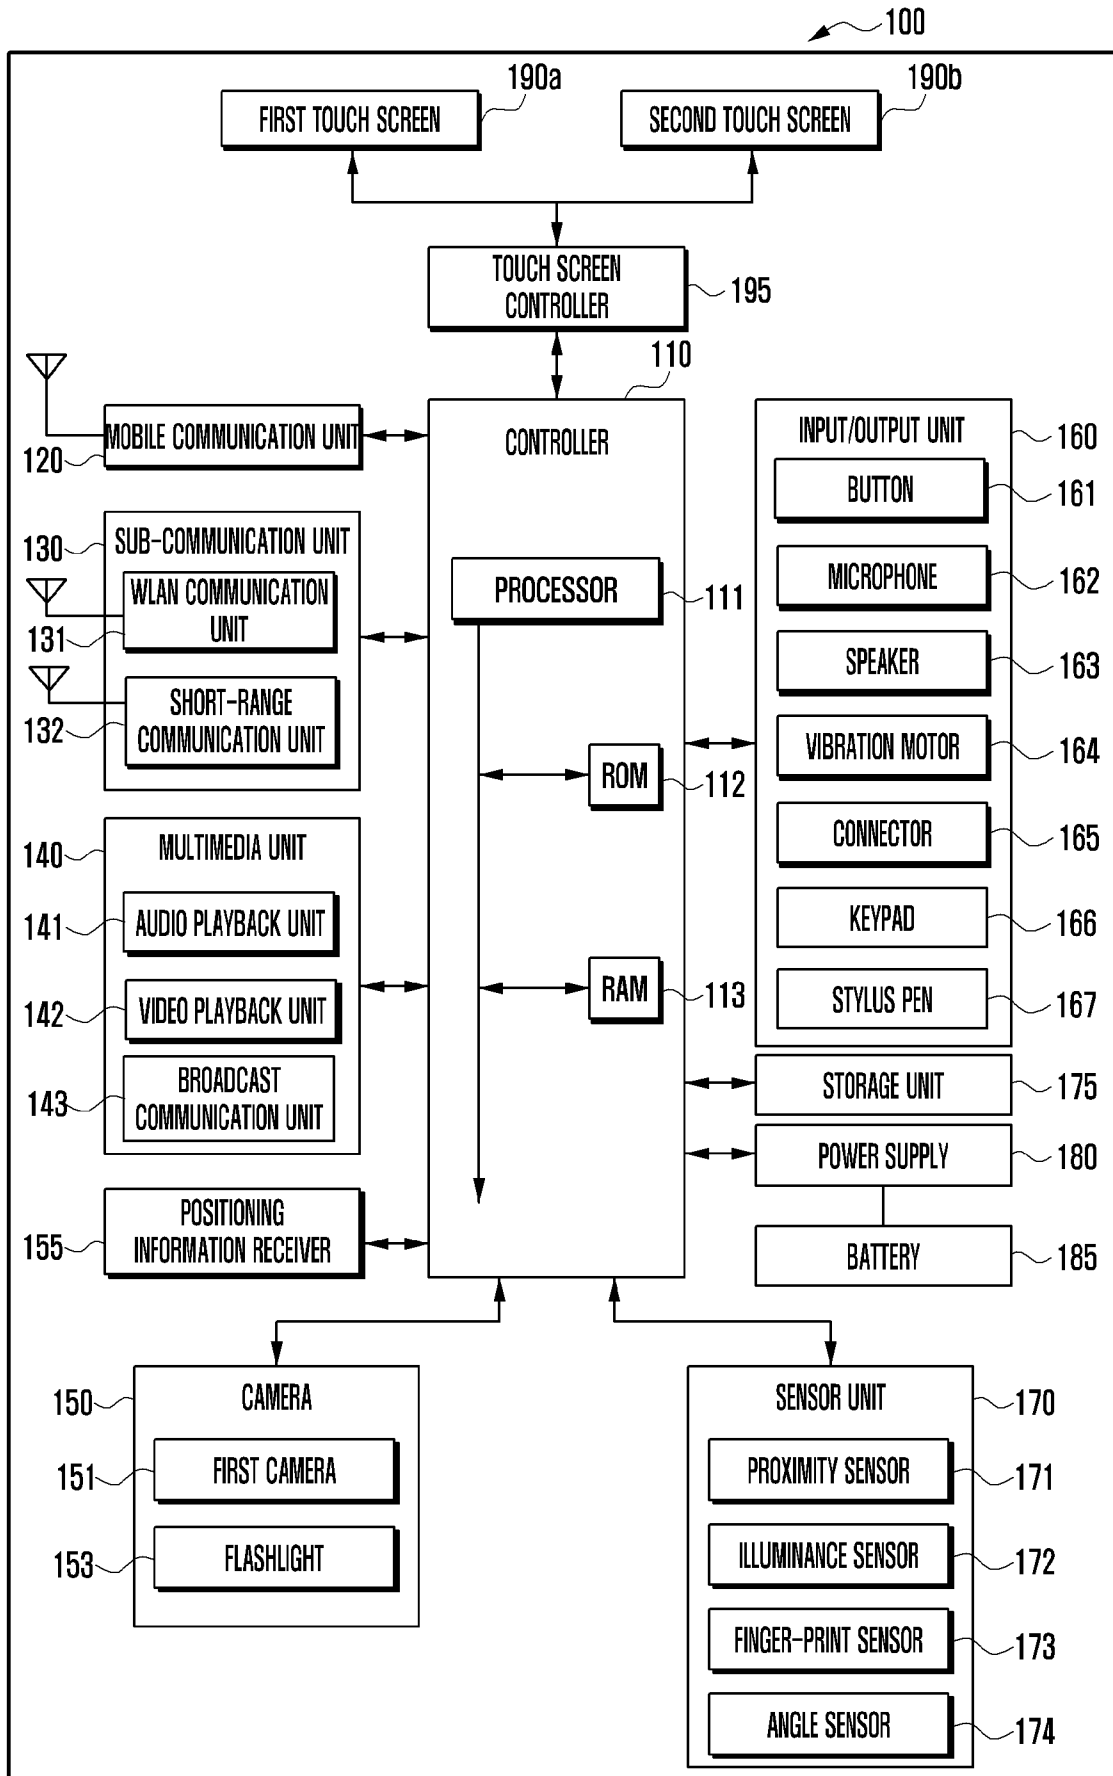 100
190a
190b
FIRST TOUCH SCREEN
SECOND TOUCH SCREEN
TOUCH SCREEN
CONTROLLER
195
110
MOBILE COMMUNICATION UNIT
120
CONTROLLER
PROCESSOR
111
ROM
112
RAM
113
130
SUB-COMMUNICATION UNIT
WLAN COMMUNICATION
UNIT
131
SHORT-RANGE
COMMUNICATION UNIT
132
140
MULTIMEDIA UNIT
141
AUDIO PLAYBACK UNIT
142
VIDEO PLAYBACK UNIT
143
BROADCAST
COMMUNICATION UNIT
155
POSITIONING
INFORMATION RECEIVER
INPUT/OUTPUT UNIT
160
BUTTON
161
MICROPHONE
162
SPEAKER
163
VIBRATION MOTOR
164
CONNECTOR
165
KEYPAD
166
STYLUS PEN
167
STORAGE UNIT
175
POWER SUPPLY
180
BATTERY
185
150
CAMERA
151
FIRST CAMERA
153
FLASHLIGHT
SENSOR UNIT
170
PROXIMITY SENSOR
171
ILLUMINANCE SENSOR
172
FINGER-PRINT SENSOR
173
ANGLE SENSOR
174